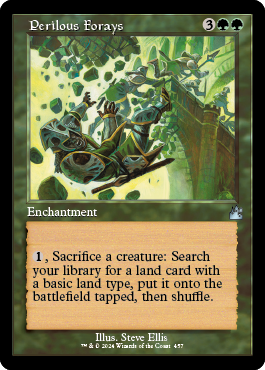 Perilous Forays 3
Enchantment
1, Sacrifice a creature: Search
your library for a land card with
a basic land type, put it onto the
battlefield tapped, then shuffle.
Illus. Steve Ellis
™ & © 2024 Wizards of the Coast 457